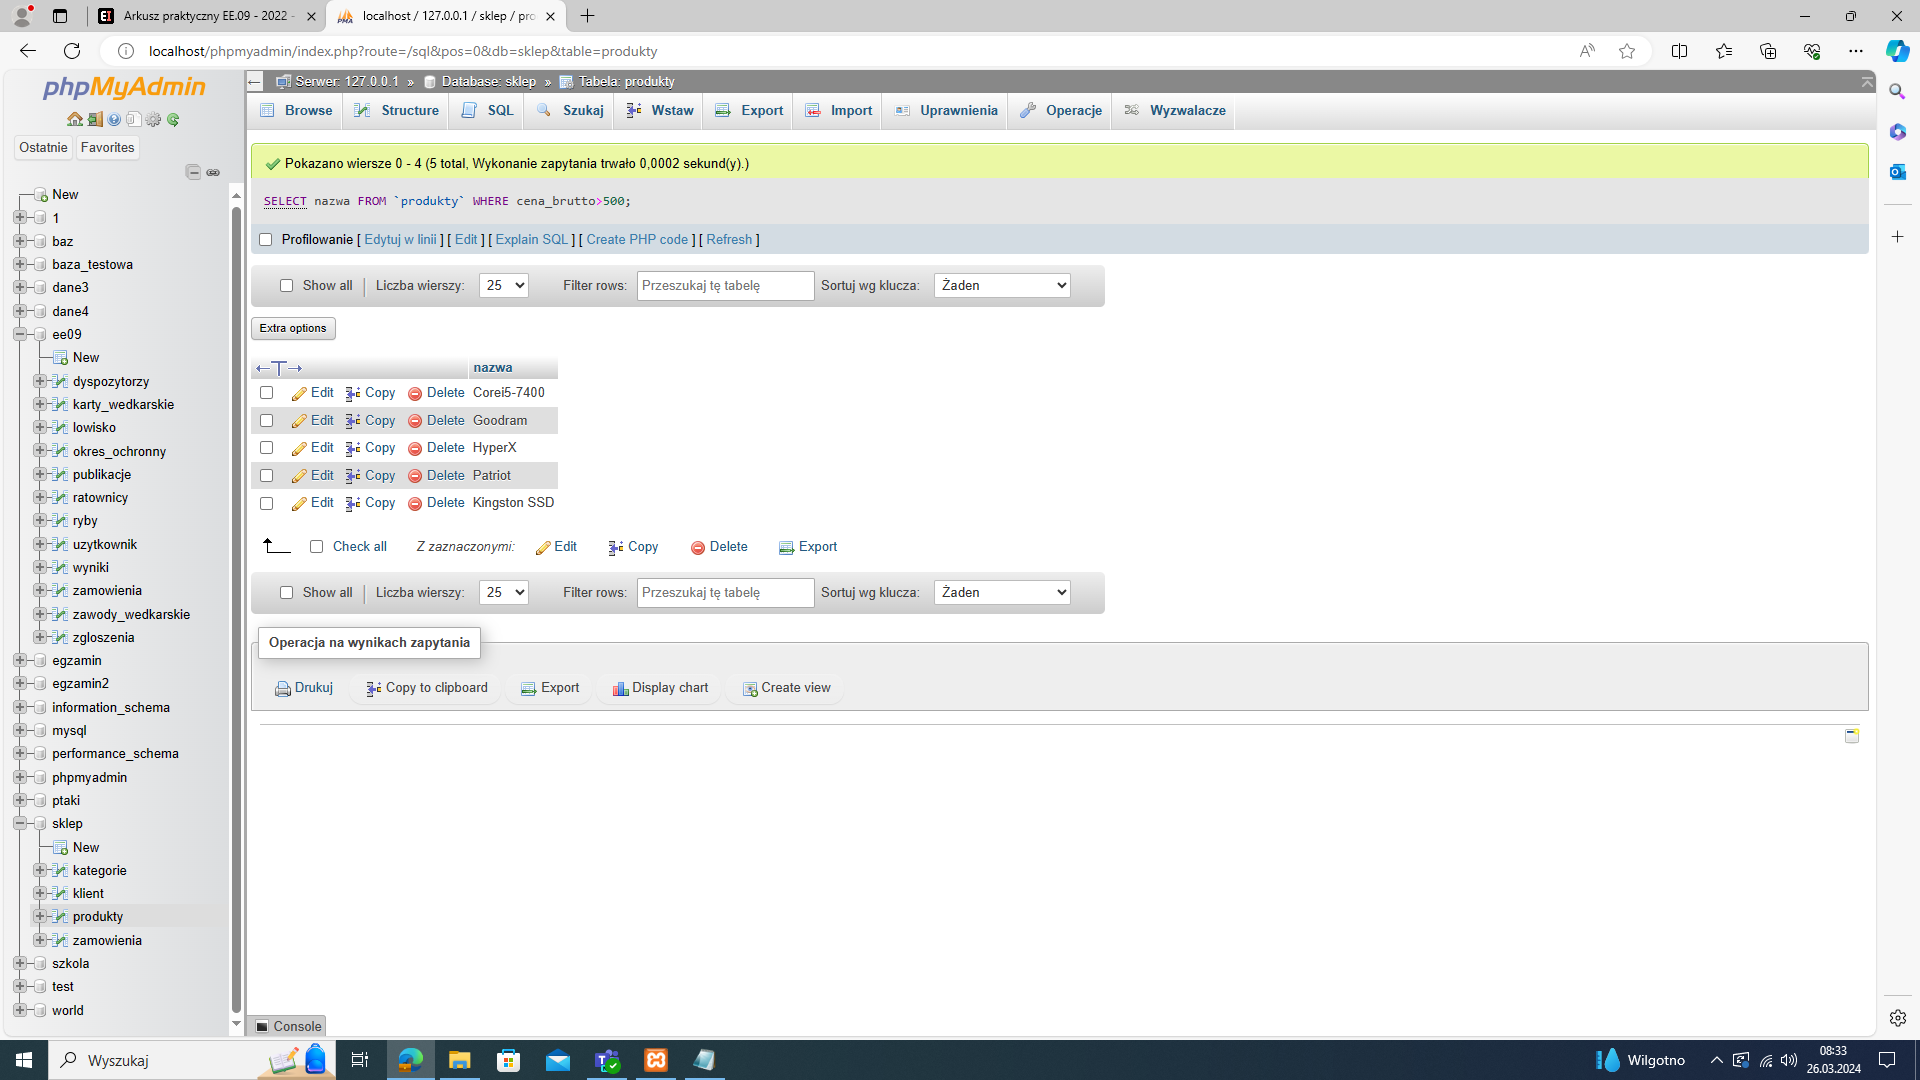 Arkusz praktyczny EE.09 - 2022 -
localhost / 127.0.0.1 / sklep / pro
localhost/phpmyadmin/index.php?route=/sql&pos=0&db=sklep&table=produkty
phpMyAdmin
Ostatnie Favorites
New
1
baz
baza_testowa
dane3
dane4
ee09
New
dyspozytorzy
karty_wedkarskie
lowisko
okres_ochronny
publikacje
ratownicy
ryby
uzytkownik
wyniki
zamowienia
zawody_wedkarskie
zgloszenia
egzamin
egzamin2
information_schema
mysql
performance_schema
phpmyadmin
ptaki
sklep
New
kategorie
klient
produkty
zamowienia
szkola
test
world
Serwer: 127.0.0.1 » Database: sklep » Tabela: produkty
Browse Structure SQL Szukaj Wstaw Export Import Uprawnienia Operacje Wyzwalacze
Pokazano wiersze 0 - 4 (5 total, Wykonanie zapytania trwało 0,0002 sekund(y).)
SELECT nazwa FROM `produkty` WHERE cena_brutto>500;
Profilowanie [ Edytuj w linii ] [ Edit ] [ Explain SQL ] [ Create PHP code ] [ Refresh ]
Show all Liczba wierszy: 25 Filter rows: Przeszukaj tę tabelę Sortuj wg klucza: Żaden
Extra options
nazwa
Edit Copy Delete Corei5-7400
Edit Copy Delete Goodram
Edit Copy Delete HyperX
Edit Copy Delete Patriot
Edit Copy Delete Kingston SSD
Check all Z zaznaczonymi: Edit Copy Delete Export
Show all Liczba wierszy: 25 Filter rows: Przeszukaj tę tabelę Sortuj wg klucza: Żaden
Operacja na wynikach zapytania
Drukuj Copy to clipboard Export Display chart Create view
Console
Wyszukaj
Wilgotno
08:33
26.03.2024